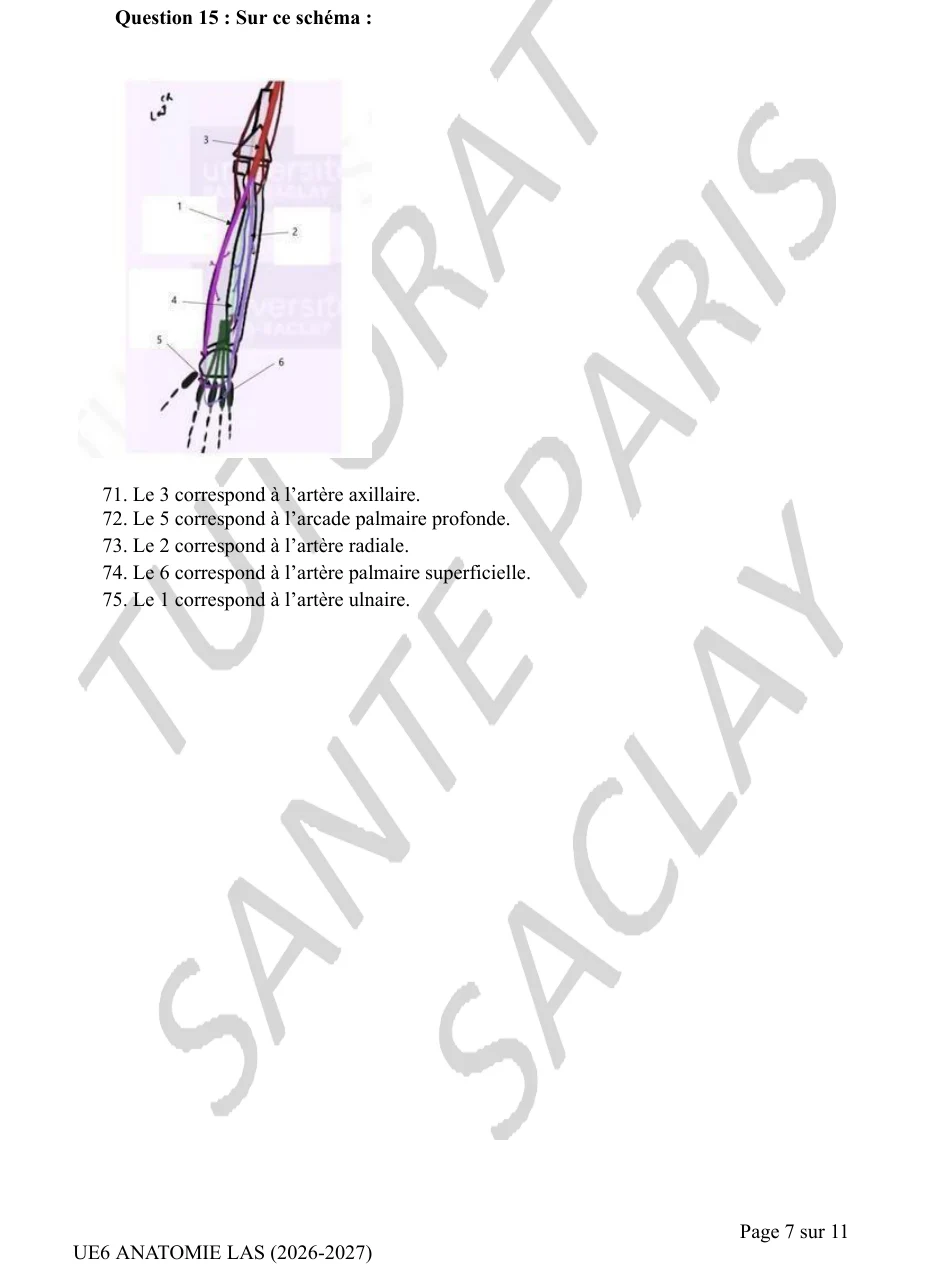 Question 15 : Sur ce schéma :
cr
Lat
3
1
2
4
5
6
71. Le 3 correspond à l’artère axillaire.
72. Le 5 correspond à l’arcade palmaire profonde.
73. Le 2 correspond à l’artère radiale.
74. Le 6 correspond à l’artère palmaire superficielle.
75. Le 1 correspond à l’artère ulnaire.
TUTORAT
SANTE PARIS
SACLAY
Page 7 sur 11
UE6 ANATOMIE LAS (2026-2027)